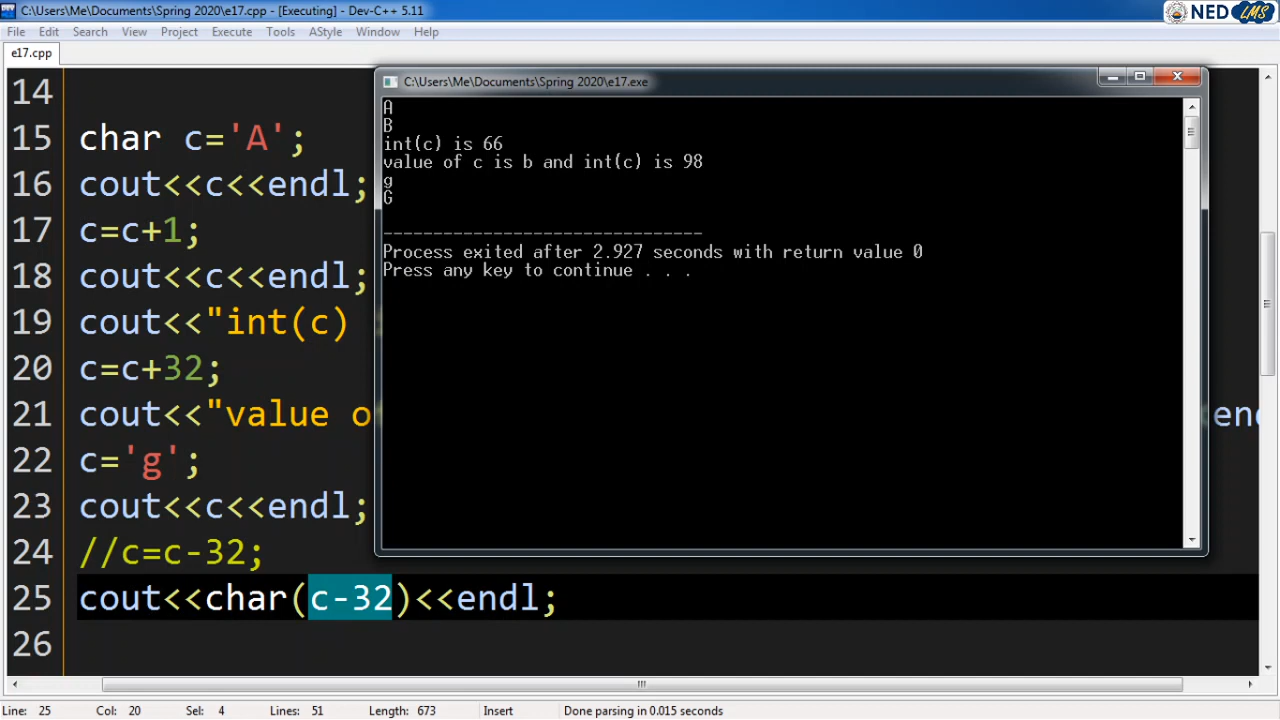 C:\Users\Me\Documents\Spring 2020\e17.cpp - [Executing] - Dev-C++ 5.11
NED LMS
File Edit Search View Project Execute Tools AStyle Window Help
e17.cpp
14
15 char c='A';
16 cout<<c<<endl;
17 c=c+1;
18 cout<<c<<endl;
19 cout<<"int(c)
20 c=c+32;
21 cout<<"value o end
22 c='g';
23 cout<<c<<endl;
24 //c=c-32;
25 cout<<char(c-32)<<endl;
26
C:\Users\Me\Documents\Spring 2020\e17.exe
A
B
int(c) is 66
value of c is b and int(c) is 98
g
G
--------------------------------
Process exited after 2.927 seconds with return value 0
Press any key to continue . . .
Line: 25 Col: 20 Sel: 4 Lines: 51 Length: 673 Insert Done parsing in 0.015 seconds